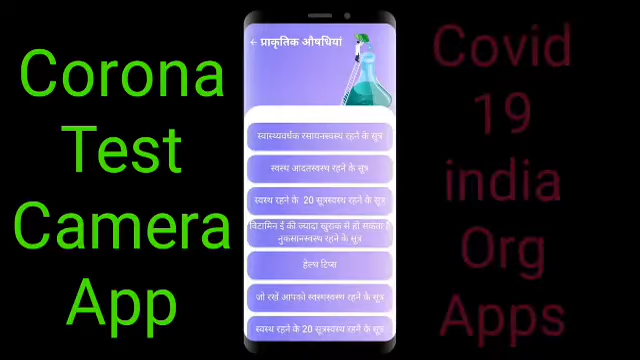 Corona
Test
Camera
App
← प्राकृतिक औषधियां
स्वास्थ्यवर्धक रसायनस्वस्थ रहने के सूत्र
स्वस्थ आदतस्वस्थ रहने के सूत्र
स्वस्थ रहने के 20 सूत्रस्वस्थ रहने के सूत्र
विटामिन ई की ज्यादा खुराक से हो सकता है
नुकसानस्वस्थ रहने के सूत्र
हेल्थ टिप्स
जो रखें आपको स्वस्थस्वस्थ रहने के सूत्र
स्वस्थ रहने के 20 सूत्रस्वस्थ रहने के सूत्र
Covid
19
india
Org
Apps